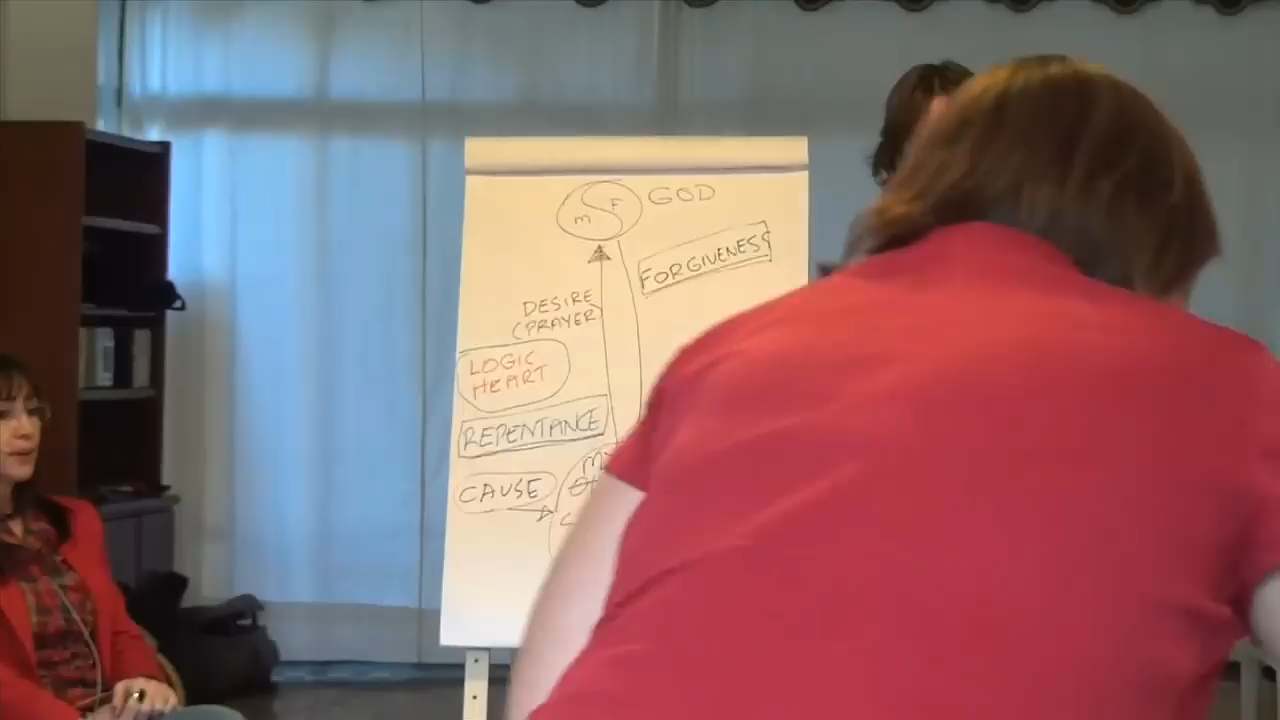 M F GOD
FORGIVENESS
DESIRE
(PRAYER
LOGIC
HEART
REPENTANCE
CAUSE